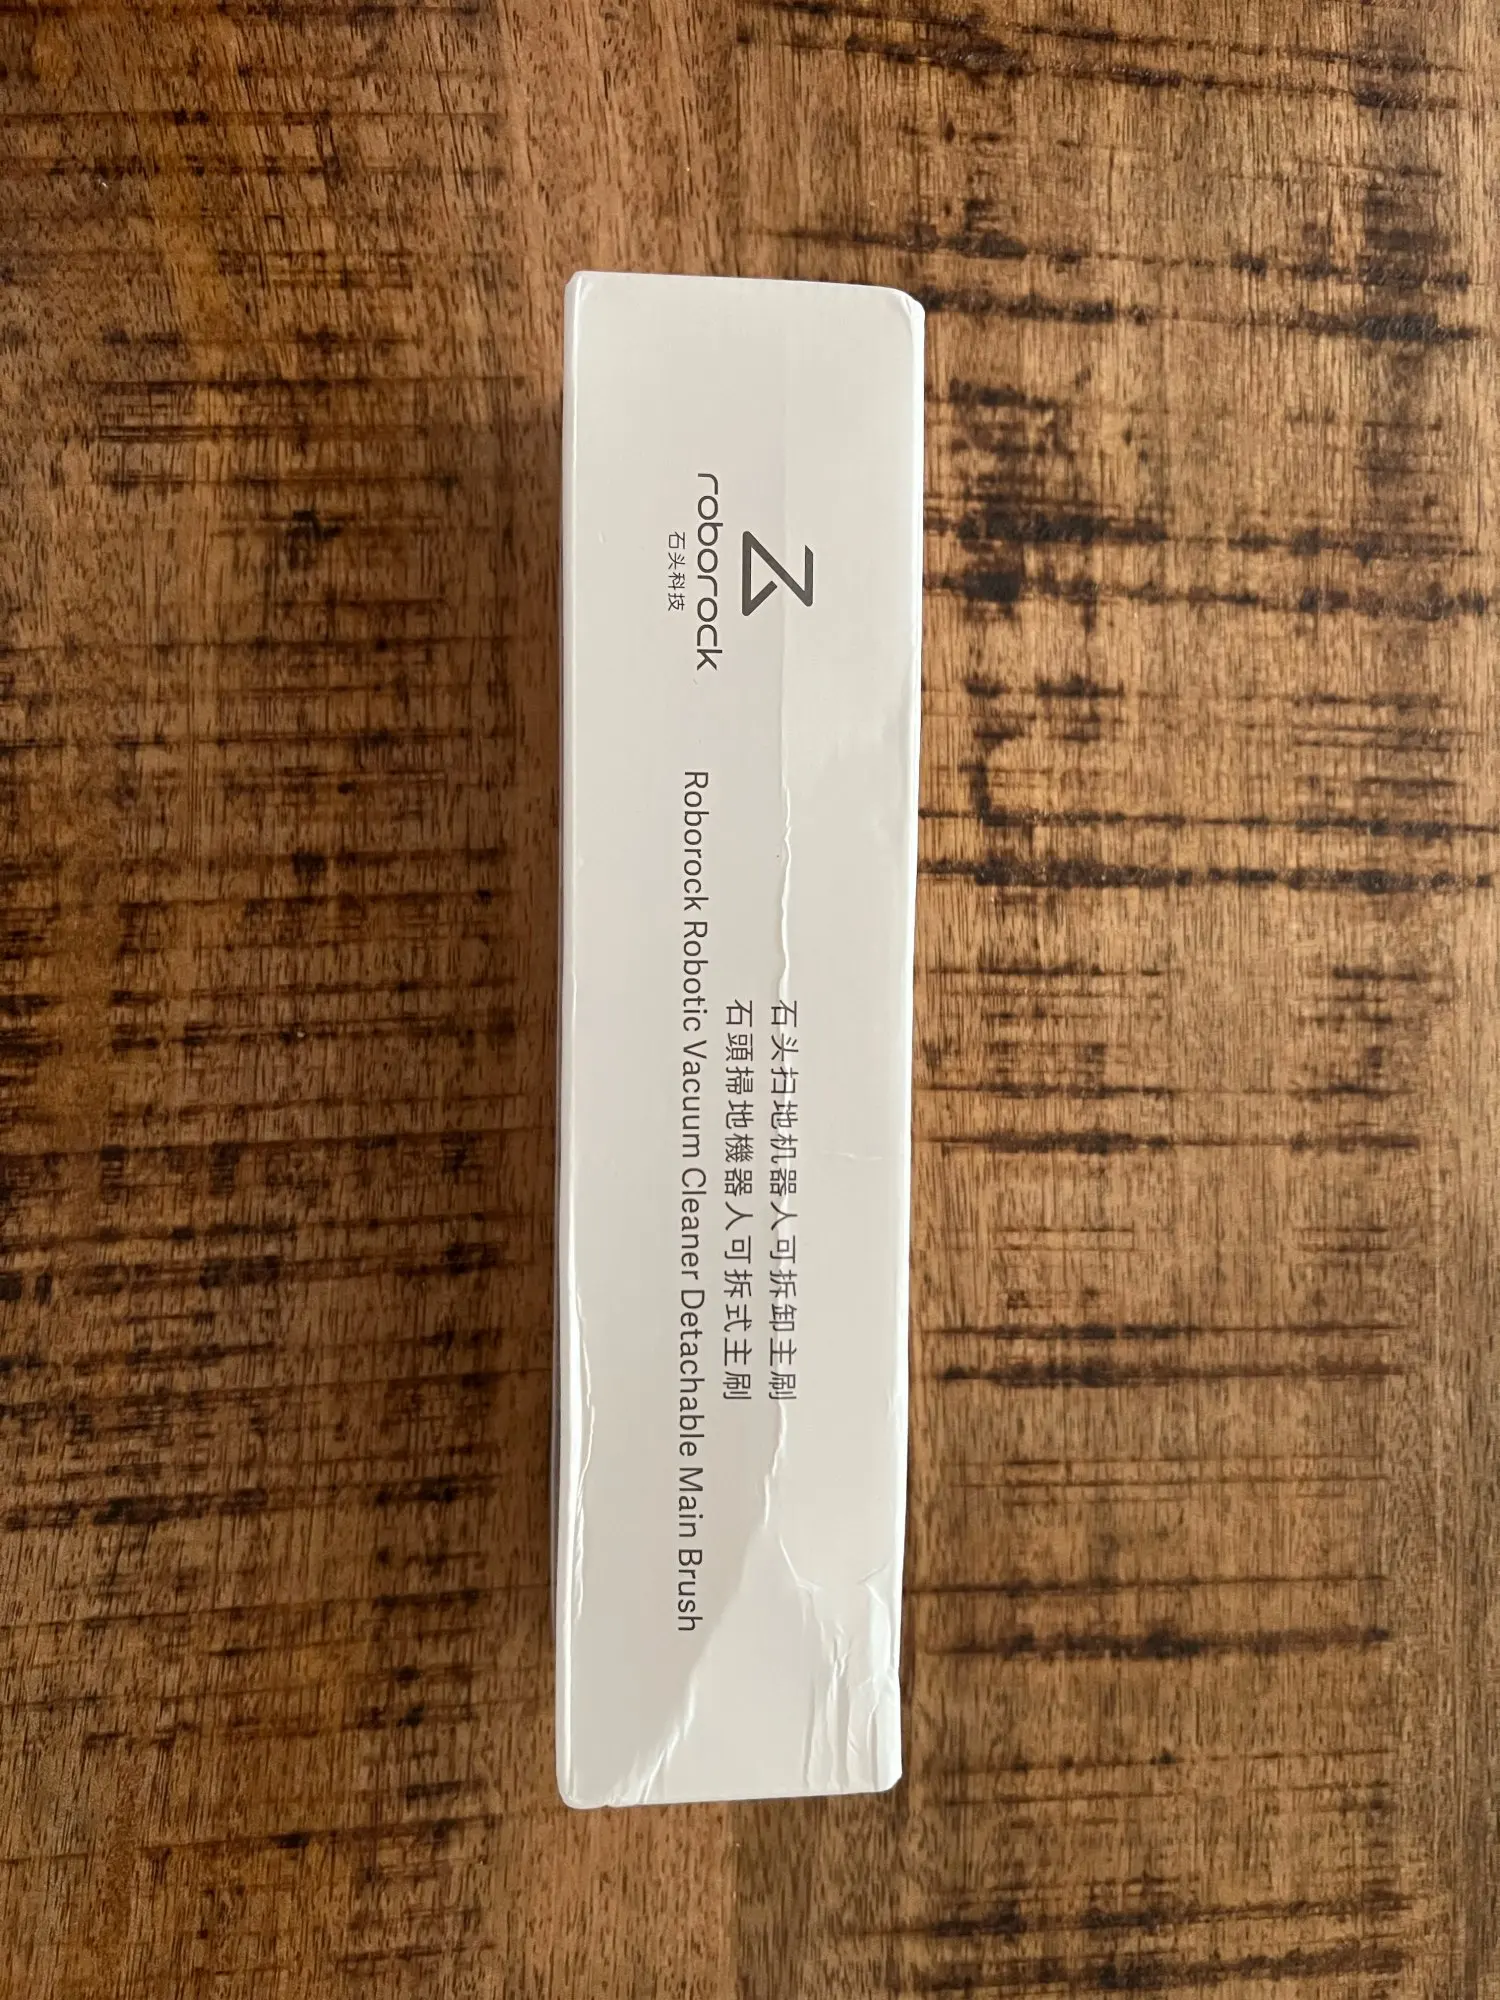 roborock
石头科技
石头扫地机器人可拆卸主刷
石頭掃地機器人可拆式主刷
Roborock Robotic Vacuum Cleaner Detachable Main Brush